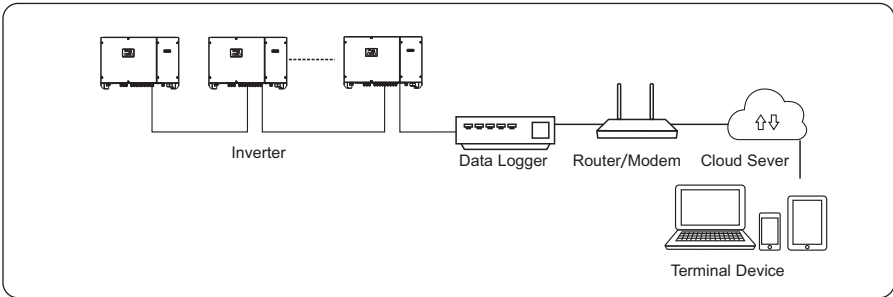 Inverter
Data Logger
Router/Modem
Cloud Sever
Terminal Device